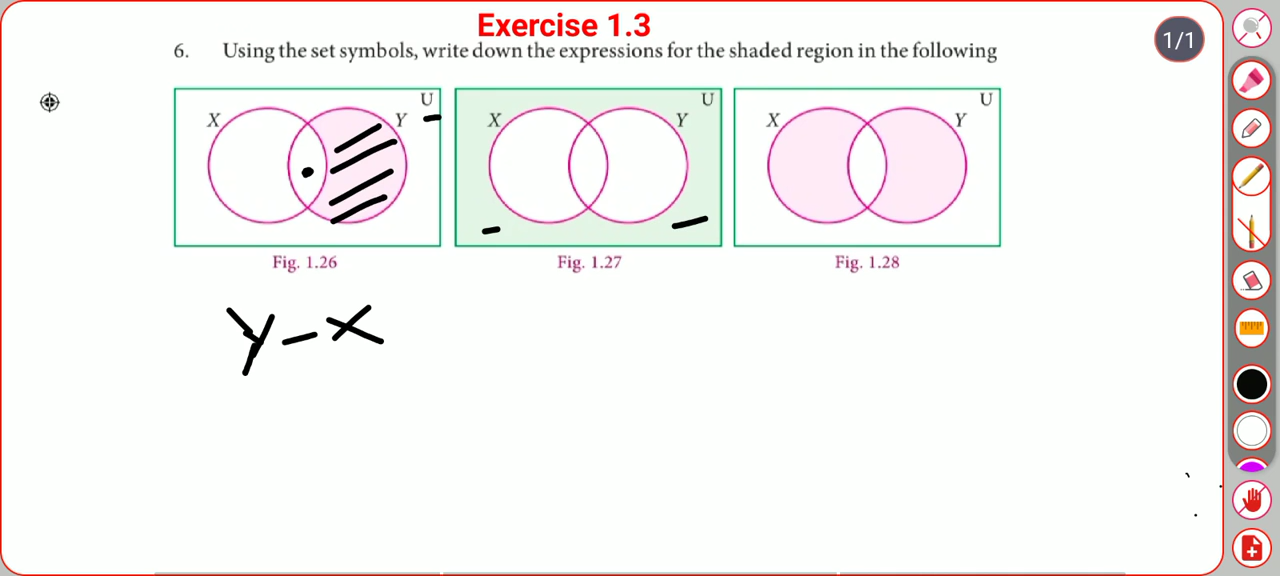 Exercise 1.3
1/1
6. Using the set symbols, write down the expressions for the shaded region in the following
U U U
X Y X Y X Y
Fig. 1.26 Fig. 1.27 Fig. 1.28
Y - X